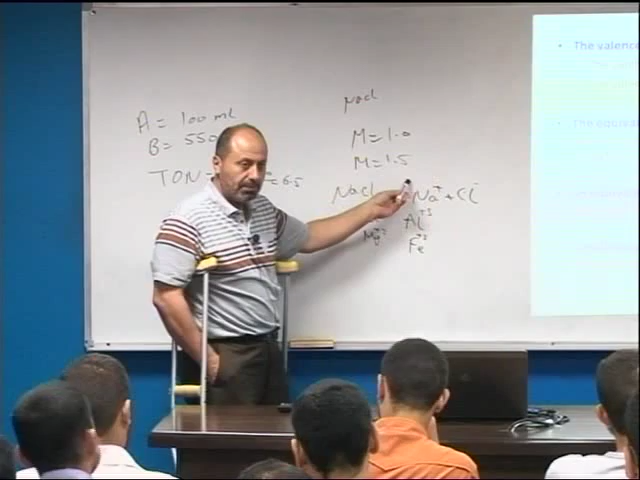 A = 100 ml
B = 550
TON = 6.5
Nacl
M = 1.0
M = 1.5
Nacl Na⁺ + Cl⁻
Mg⁺² Al⁺³
Fe⁺³
• The valence
• The equiva